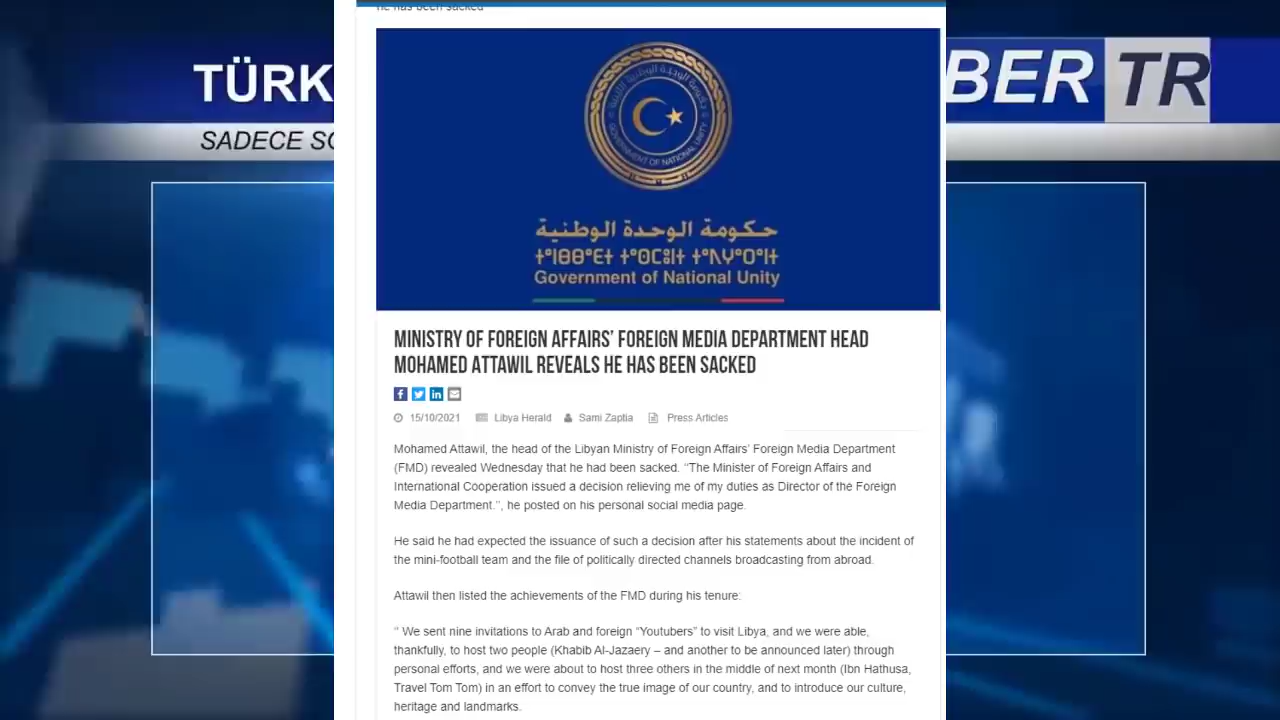 he has been sacked
TÜRK
BER TR
SADECE SO
حكومة الوحدة الوطنية
GOVERNMENT OF NATIONAL UNITY
حكومة الوحدة الوطنية
Government of National Unity
MINISTRY OF FOREIGN AFFAIRS’ FOREIGN MEDIA DEPARTMENT HEAD
MOHAMED ATTAWIL REVEALS HE HAS BEEN SACKED
15/10/2021 Libya Herald Sami Zaptia Press Articles
Mohamed Attawil, the head of the Libyan Ministry of Foreign Affairs’ Foreign Media Department
(FMD) revealed Wednesday that he had been sacked. “The Minister of Foreign Affairs and
International Cooperation issued a decision relieving me of my duties as Director of the Foreign
Media Department.”, he posted on his personal social media page.
He said he had expected the issuance of such a decision after his statements about the incident of
the mini-football team and the file of politically directed channels broadcasting from abroad.
Attawil then listed the achievements of the FMD during his tenure:
“ We sent nine invitations to Arab and foreign “Youtubers” to visit Libya, and we were able,
thankfully, to host two people (Khabib Al-Jazaery – and another to be announced later) through
personal efforts, and we were about to host three others in the middle of next month (Ibn Hathusa,
Travel Tom Tom) in an effort to convey the true image of our country, and to introduce our culture,
heritage and landmarks.